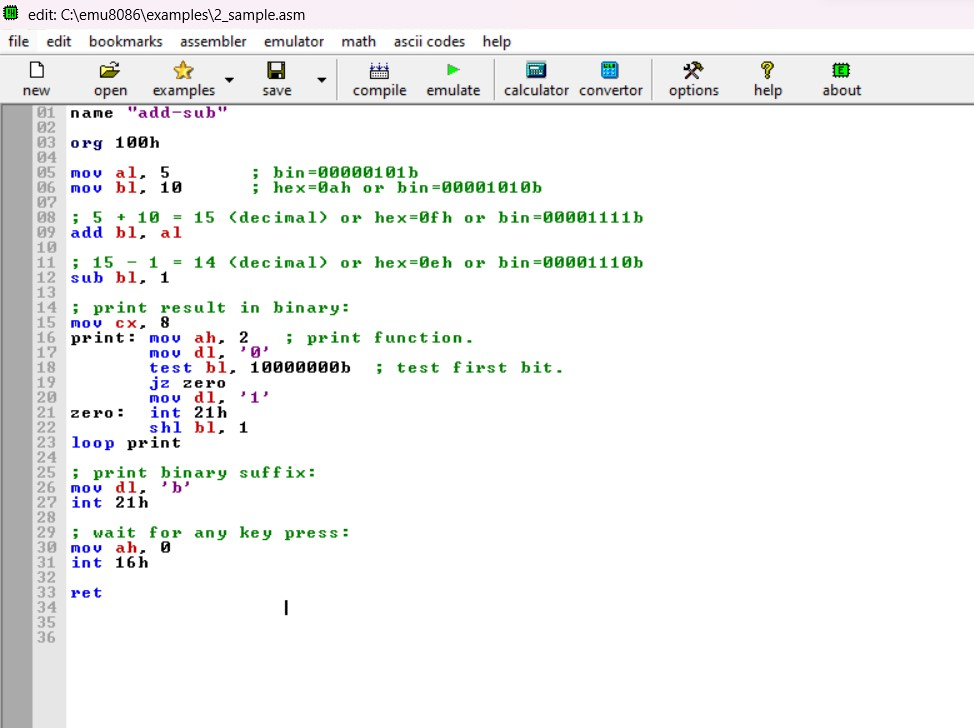 edit: C:\emu8086\examples\2_sample.asm
file edit bookmarks assembler emulator math ascii codes help
new open examples save compile emulate calculator convertor options help about
01 name "add-sub"
02
03 org 100h
04
05 mov al, 5 ; bin=00000101b
06 mov bl, 10 ; hex=0ah or bin=00001010b
07
08 ; 5 + 10 = 15 (decimal) or hex=0fh or bin=00001111b
09 add bl, al
10
11 ; 15 - 1 = 14 (decimal) or hex=0eh or bin=00001110b
12 sub bl, 1
13
14 ; print result in binary:
15 mov cx, 8
16 print: mov ah, 2 ; print function.
17 mov dl, '0'
18 test bl, 10000000b ; test first bit.
19 jz zero
20 mov dl, '1'
21 zero: int 21h
22 shl bl, 1
23 loop print
24
25 ; print binary suffix:
26 mov dl, 'b'
27 int 21h
28
29 ; wait for any key press:
30 mov ah, 0
31 int 16h
32
33 ret
34
35
36